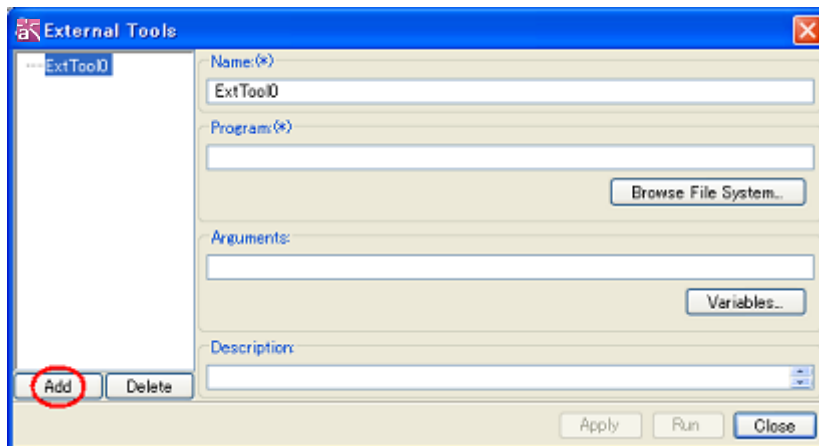 External Tools
ExtTool0
Name:(*)
ExtTool0
Program:(*)
Browse File System...
Arguments:
Variables...
Description:
Add
Delete
Apply
Run
Close